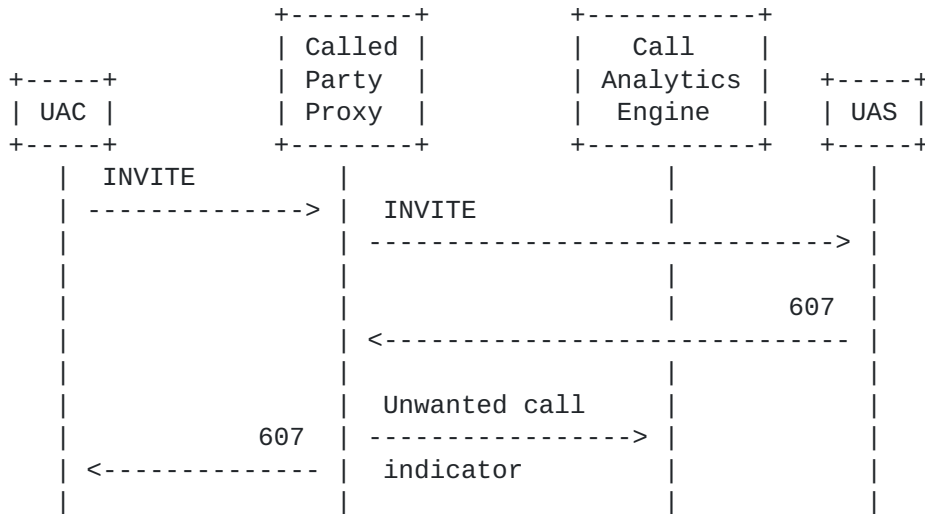 Called Call
Party Analytics
UAC Proxy Engine UAS
INVITE
INVITE
607
Unwanted call
607
indicator